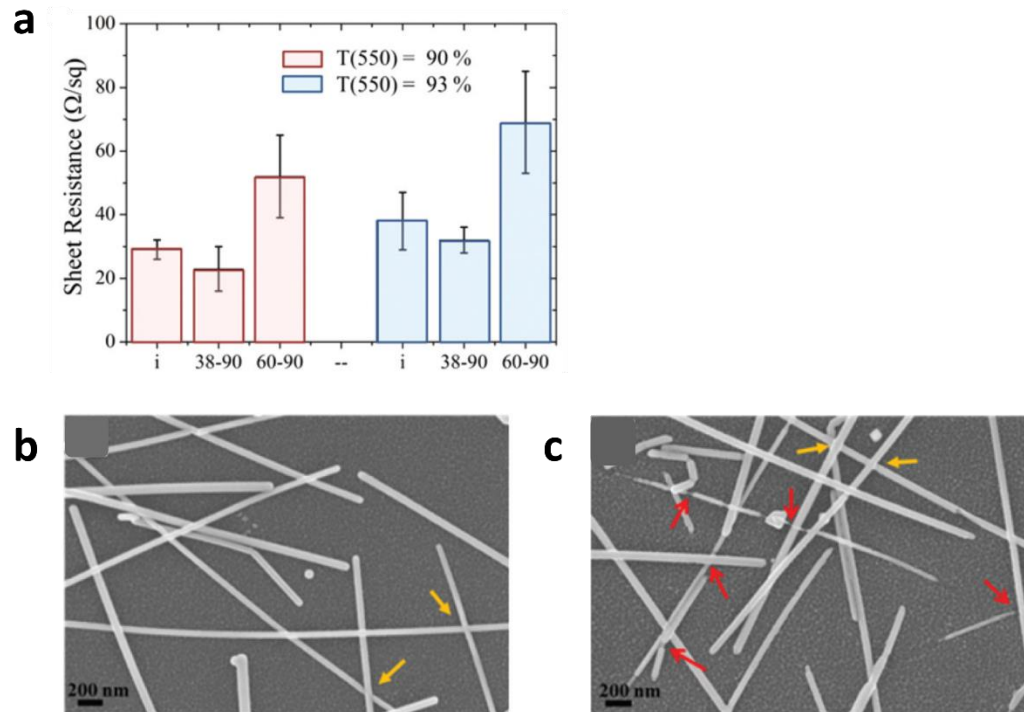 a
100
80
60
40
20
0
Sheet Resistance (Ω/sq)
T(550) = 90 %
T(550) = 93 %
i 38-90 60-90 -- i 38-90 60-90
b c
200 nm 200 nm